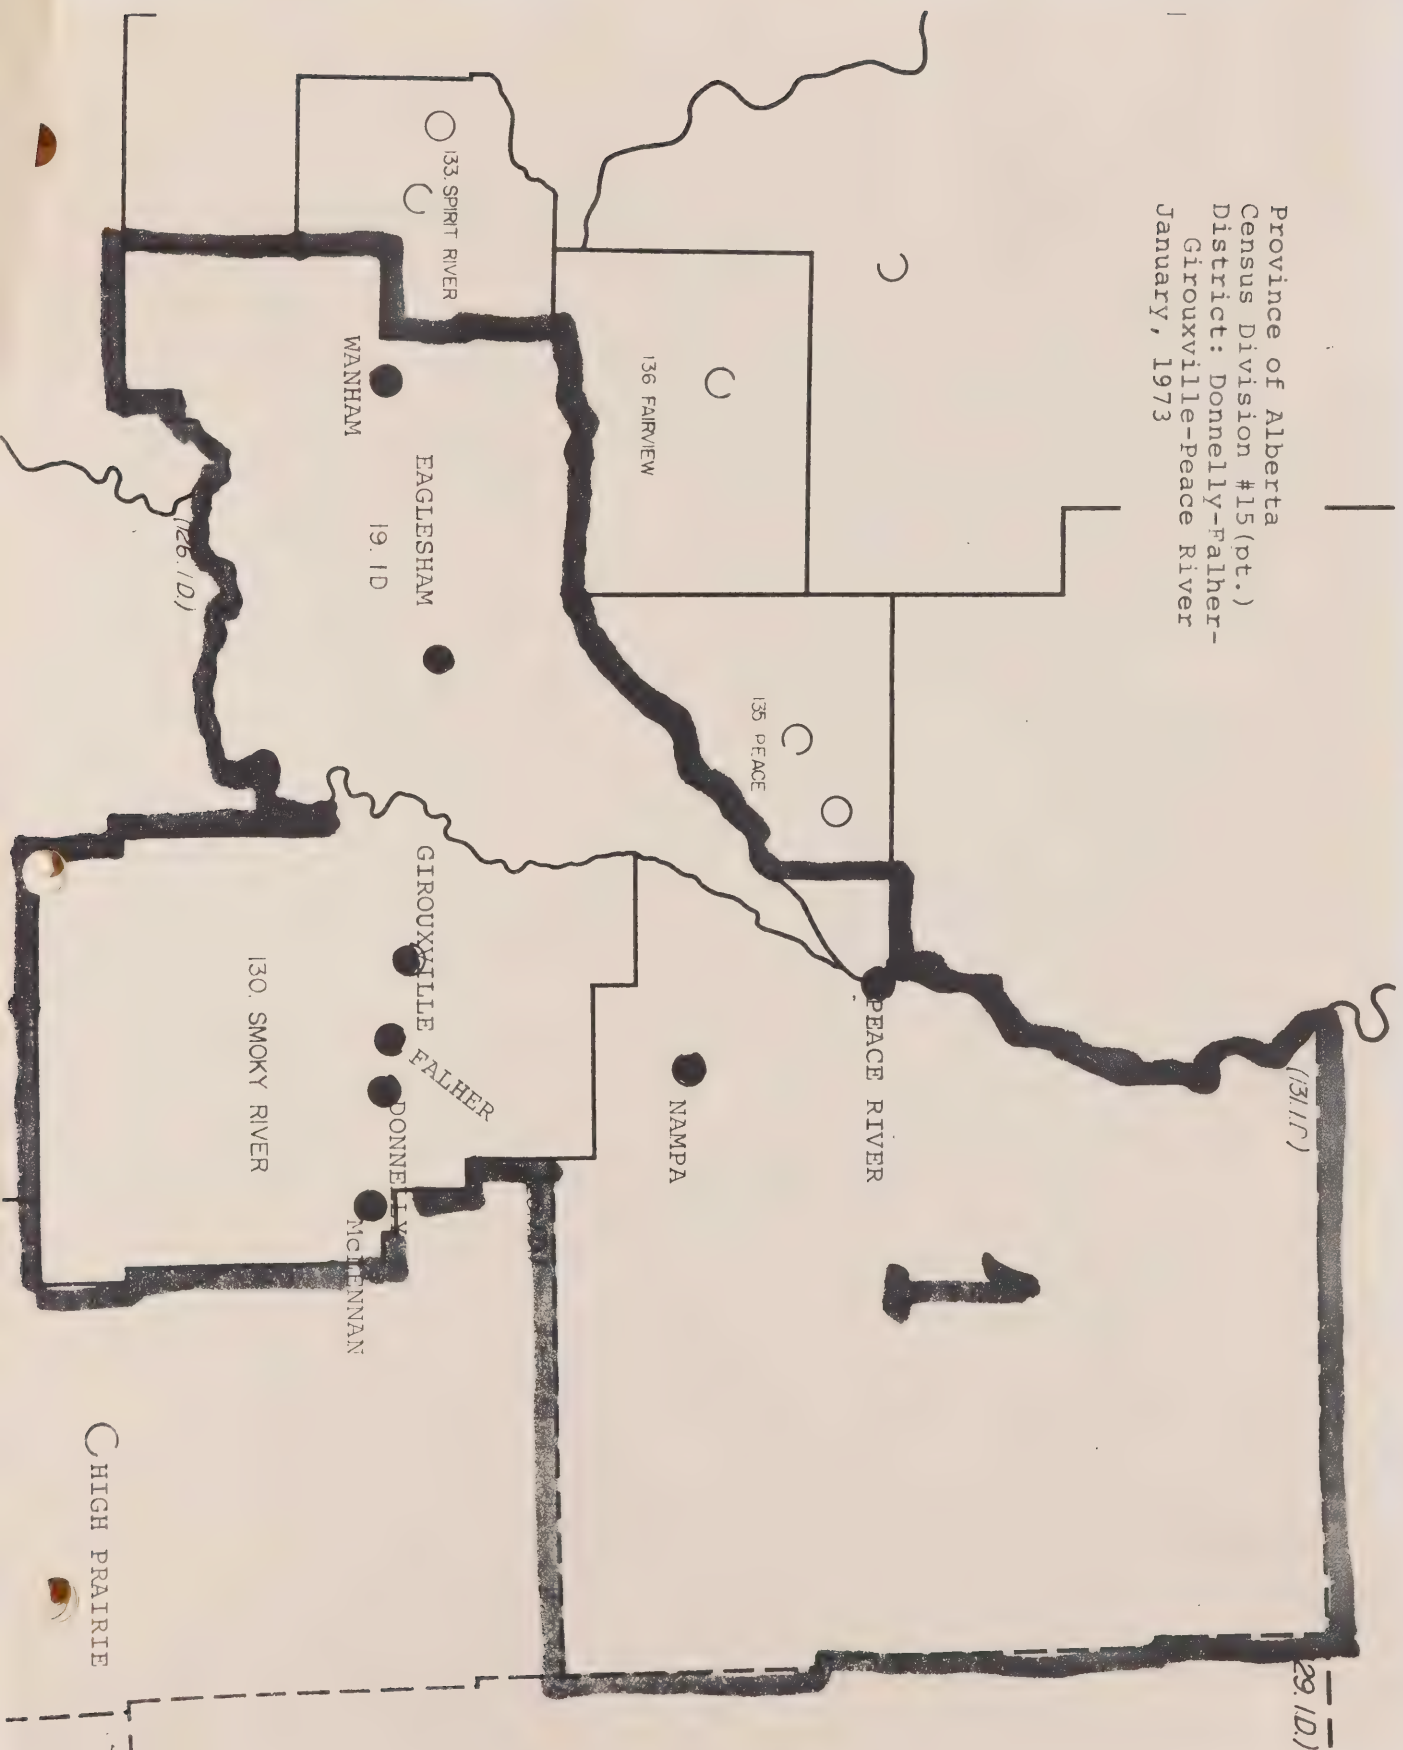 Province of Alberta
Census Division #15(pt.)
District: Donnelly-Falher-
Girouxville-Peace River
January, 1973
133. SPIRIT RIVER
136 FAIRVIEW
135 PEACE
WANHAM
EAGLESHAM
19. ID
(126. I.D.)
GIROUXVILLE
FALHER
DONNELLY
McLENNAN
130. SMOKY RIVER
PEACE RIVER
NAMPA
1
HIGH PRAIRIE
29. I.D.)